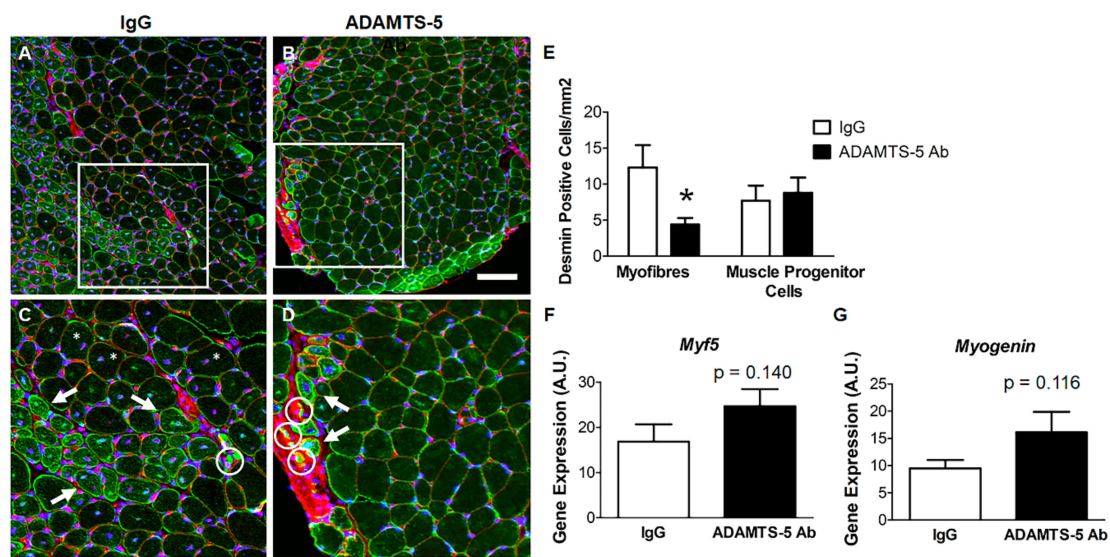 IgG
ADAMTS-5
Ab
A
B
C
* * *
D
E
Desmin Positive Cells/mm2
20
15
10
5
0
*
IgG
ADAMTS-5 Ab
Myofibres
Muscle Progenitor
Cells
F
Myf5
p = 0.140
Gene Expression (A.U.)
30
20
10
0
IgG
ADAMTS-5 Ab
G
Myogenin
p = 0.116
Gene Expression (A.U.)
25
20
15
10
5
0
IgG
ADAMTS-5 Ab